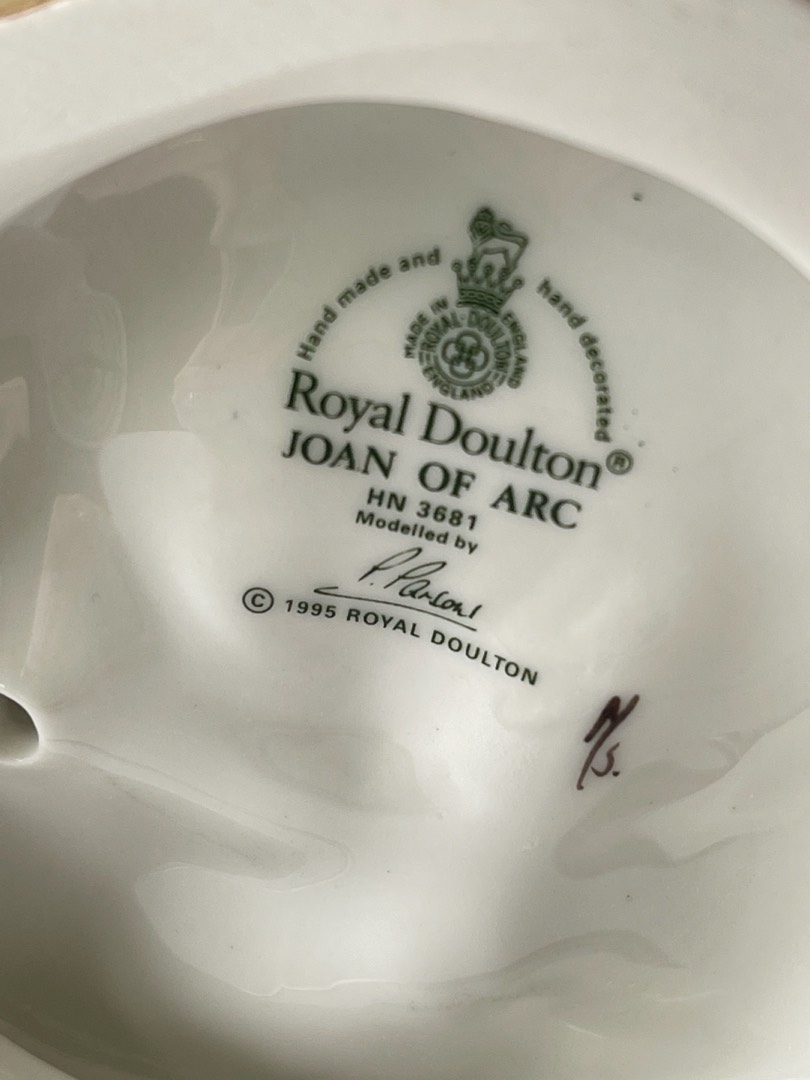 Hand made and hand decorated
MADE IN ENGLAND
ROYAL·DOULTON
ENGLAND
Royal Doulton®
JOAN OF ARC
HN 3681
Modelled by
P. Parsons
© 1995 ROYAL DOULTON